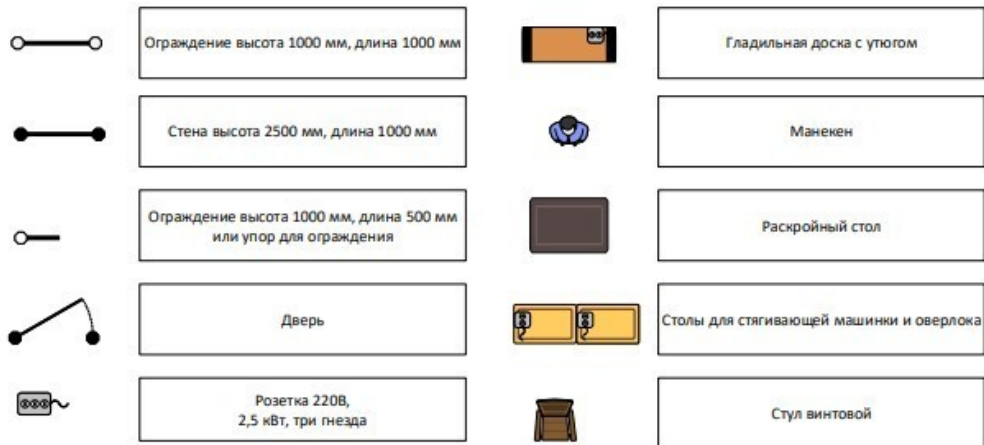 Ограждение высота 1000 мм, длина 1000 мм
Гладильная доска с утюгом
Стена высота 2500 мм, длина 1000 мм
Манекен
Ограждение высота 1000 мм, длина 500 мм
или упор для ограждения
Раскройный стол
Дверь
Столы для стягивающей машинки и оверлока
Розетка 220В,
2,5 кВт, три гнезда
Стул винтовой